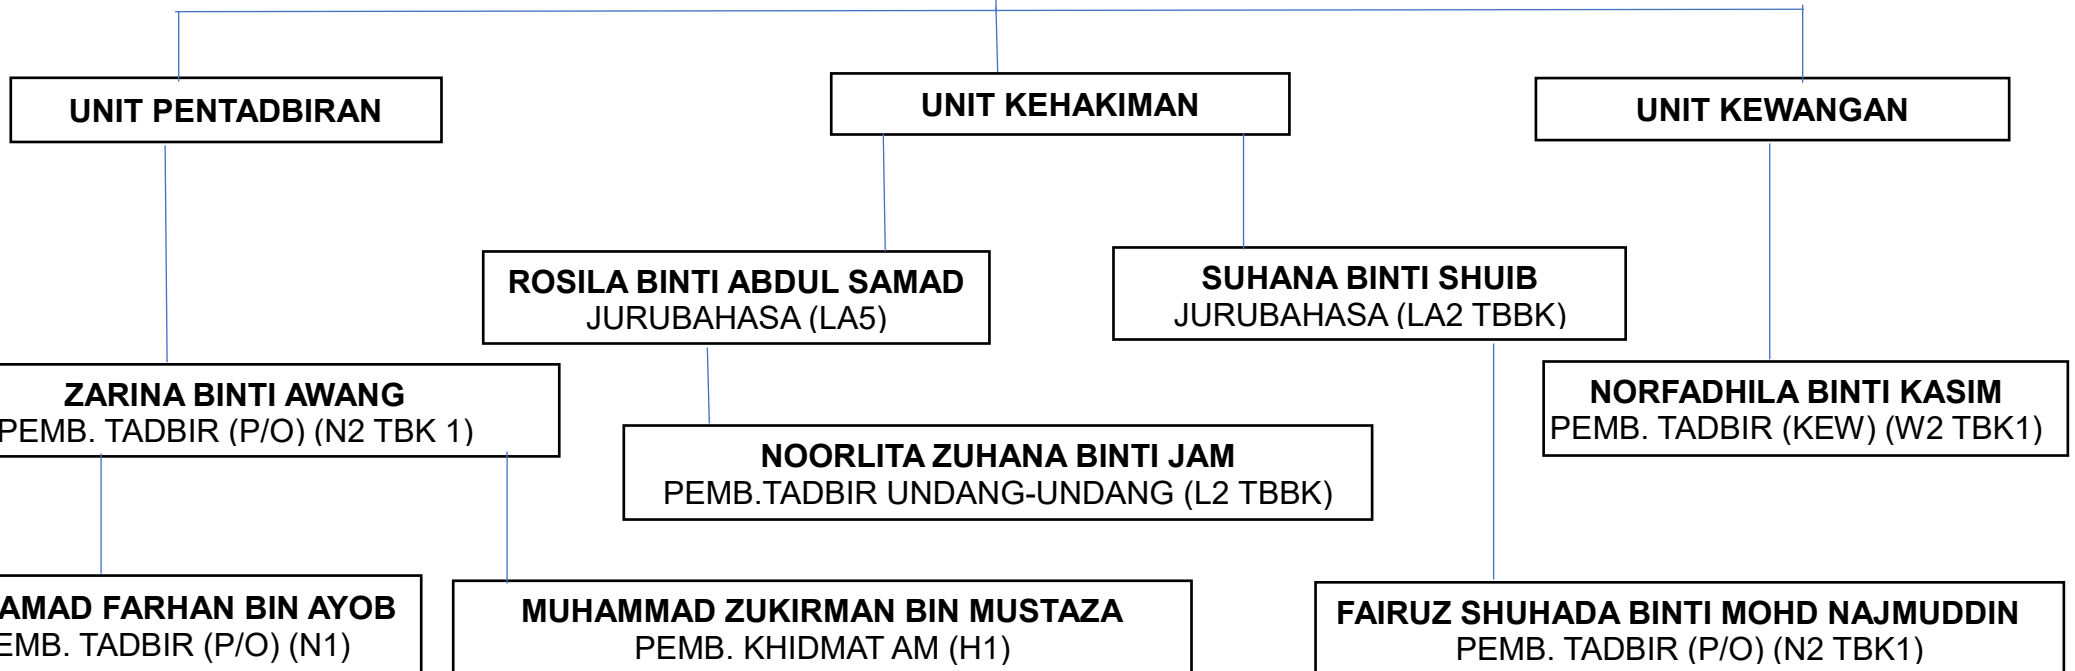 UNIT PENTADBIRAN
UNIT KEHAKIMAN
UNIT KEWANGAN
ROSILA BINTI ABDUL SAMAD
JURUBAHASA (LA5)
SUHANA BINTI SHUIB
JURUBAHASA (LA2 TBBK)
ZARINA BINTI AWANG
PEMB. TADBIR (P/O) (N2 TBK 1)
NORFADHILA BINTI KASIM
PEMB. TADBIR (KEW) (W2 TBK1)
NOORLITA ZUHANA BINTI JAM
PEMB.TADBIR UNDANG-UNDANG (L2 TBBK)
FARHAN BIN AYOB
TADBIR (P/O) (N1)
MUHAMMAD ZUKIRMAN BIN MUSTAZA
PEMB. KHIDMAT AM (H1)
FAIRUZ SHUHADA BINTI MOHD NAJMUDDIN
PEMB. TADBIR (P/O) (N2 TBK1)